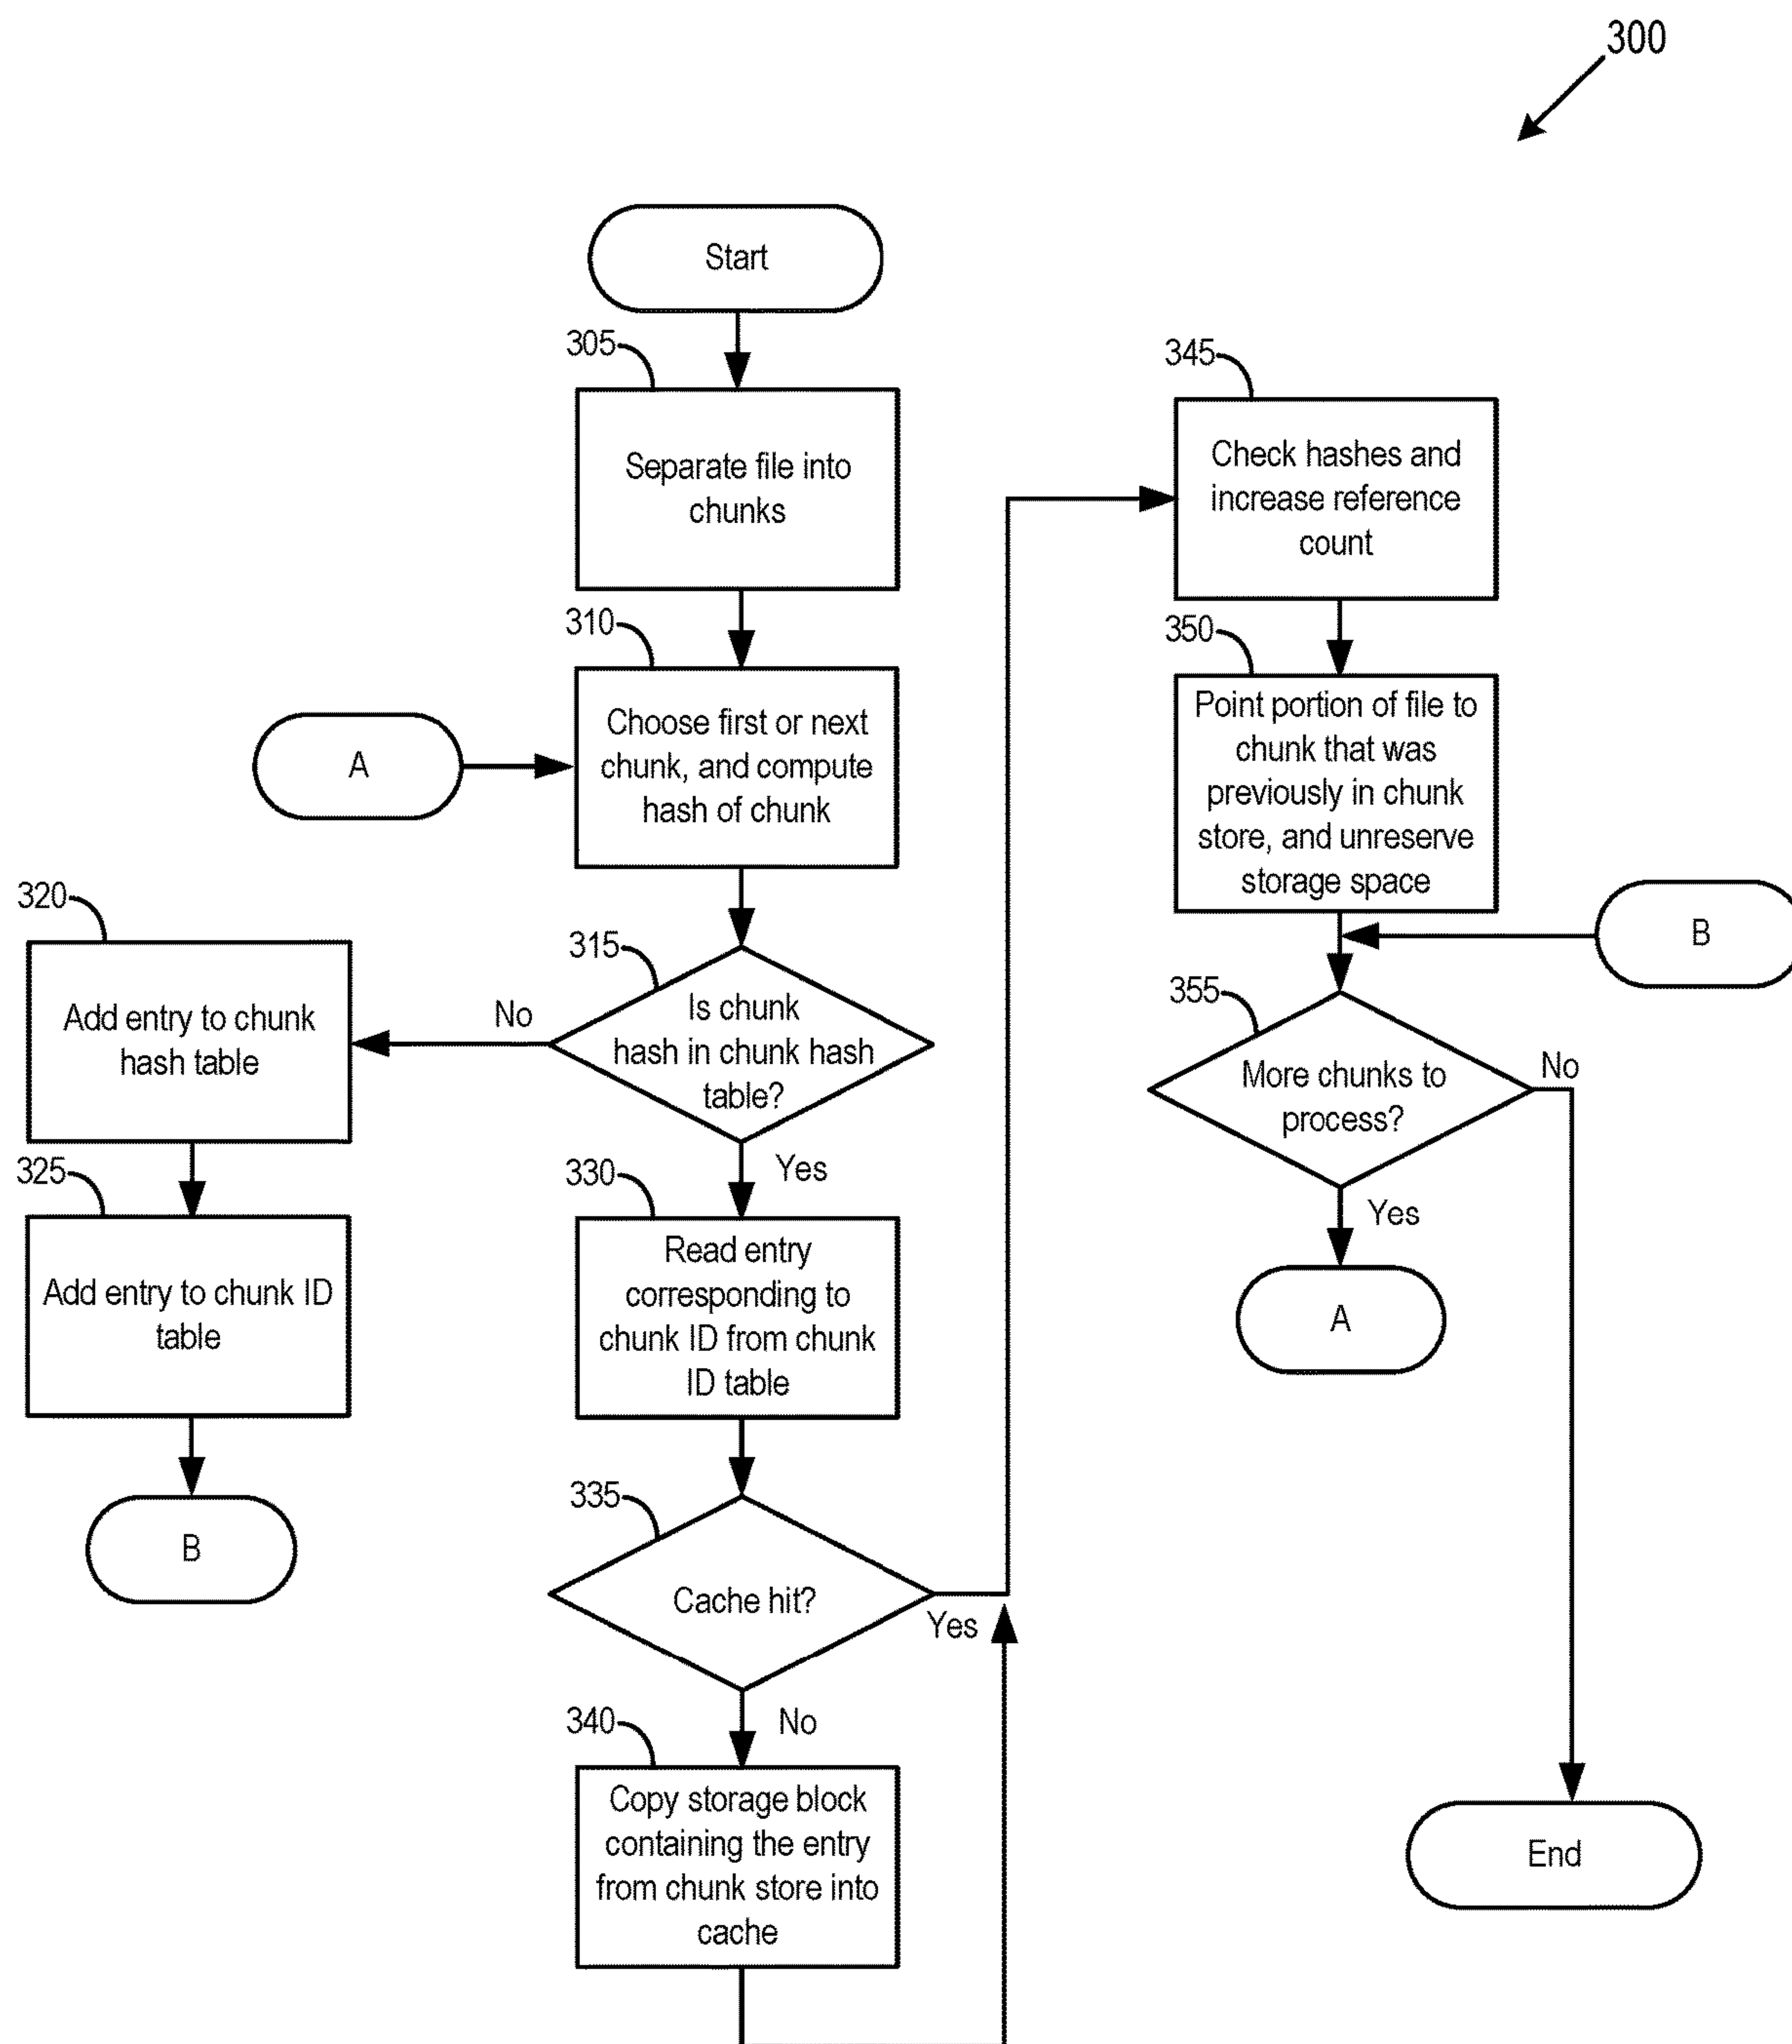 300
Start
305
Separate file into
chunks
310
Choose first or next
chunk, and compute
hash of chunk
A
315
Is chunk
hash in chunk hash
table?
No
Yes
320
Add entry to chunk
hash table
325
Add entry to chunk ID
table
B
330
Read entry
corresponding to
chunk ID from chunk
ID table
335
Cache hit?
Yes
No
340
Copy storage block
containing the entry
from chunk store into
cache
345
Check hashes and
increase reference
count
350
Point portion of file to
chunk that was
previously in chunk
store, and unreserve
storage space
B
355
More chunks to
process?
No
Yes
A
End